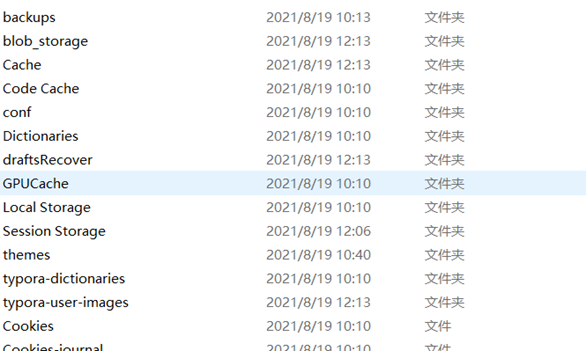 backups 2021/8/19 10:13 文件夹
blob_storage 2021/8/19 12:13 文件夹
Cache 2021/8/19 12:13 文件夹
Code Cache 2021/8/19 10:10 文件夹
conf 2021/8/19 10:10 文件夹
Dictionaries 2021/8/19 10:10 文件夹
draftsRecover 2021/8/19 12:13 文件夹
GPUCache 2021/8/19 10:10 文件夹
Local Storage 2021/8/19 10:10 文件夹
Session Storage 2021/8/19 12:06 文件夹
themes 2021/8/19 10:40 文件夹
typora-dictionaries 2021/8/19 10:10 文件夹
typora-user-images 2021/8/19 12:13 文件夹
Cookies 2021/8/19 10:10 文件
Cookies-journal 2021/8/19 10:10 文件